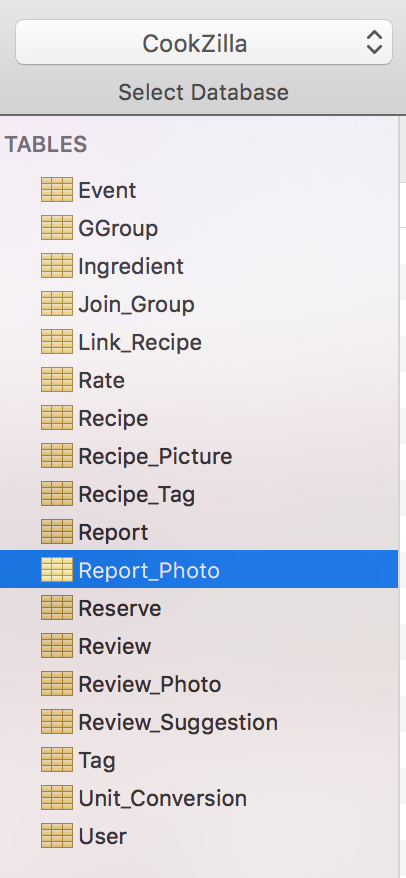 CookZilla
Select Database
TABLES
Event
GGroup
Ingredient
Join_Group
Link_Recipe
Rate
Recipe
Recipe_Picture
Recipe_Tag
Report
Report_Photo
Reserve
Review
Review_Photo
Review_Suggestion
Tag
Unit_Conversion
User